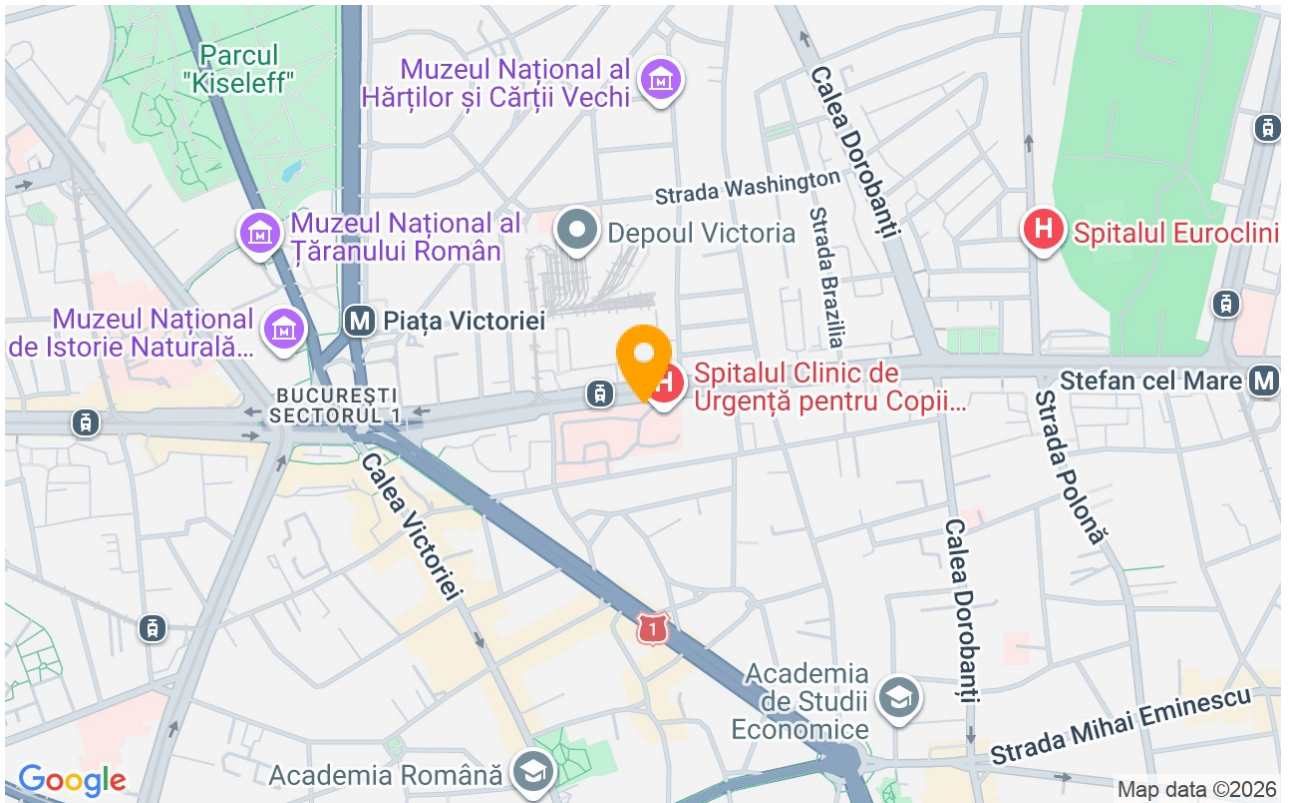 Parcul
"Kiseleff"
Muzeul Național al
Hărților și Cărții Vechi
Calea Dorobanți
Strada Washington
Muzeul Național al
Țăranului Român
Depoul Victoria
Strada Brazilia
H
Spitalul Euroclini
Muzeul Național
de Istorie Naturală...
M
Piața Victoriei
BUCUREȘTI
SECTORUL 1
H
Spitalul Clinic de
Urgență pentru Copii...
Stefan cel Mare
M
Strada Polonă
Calea Victoriei
Calea Dorobanți
1
Academia
de Studii
Economice
Strada Mihai Eminescu
Academia Română
Google
Map data ©2026